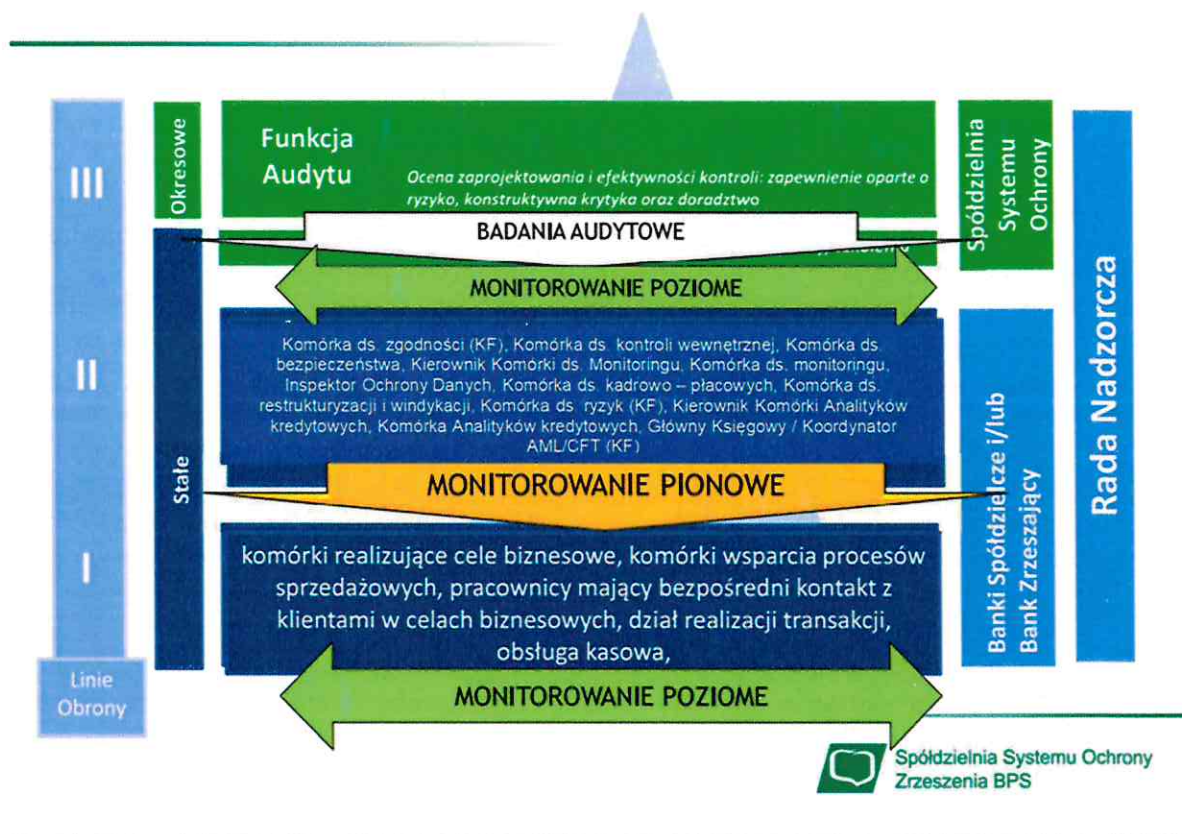 III
II
I
Linie
Obrony
Okresowe
Stałe
Funkcja
Audytu
Ocena zaprojektowania i efektywności kontroli: zapewnienie oparte o
ryzyko, konstruktywna krytyka oraz doradztwo
BADANIA AUDYTOWE
MONITOROWANIE POZIOME
Komórka ds. zgodności (KF), Komórka ds. kontroli wewnętrznej, Komórka ds.
bezpieczeństwa, Kierownik Komórki ds. Monitoringu, Komórka ds. monitoringu,
Inspektor Ochrony Danych, Komórka ds. kadrowo – płacowych, Komórka ds.
restrukturyzacji i windykacji, Komórka ds. ryzyk (KF), Kierownik Komórki Analityków
kredytowych, Komórka Analityków kredytowych, Główny Księgowy / Koordynator
AML/CFT (KF)
MONITOROWANIE PIONOWE
komórki realizujące cele biznesowe, komórki wsparcia procesów
sprzedażowych, pracownicy mający bezpośredni kontakt z
klientami w celach biznesowych, dział realizacji transakcji,
obsługa kasowa,
MONITOROWANIE POZIOME
Spółdzielnia
Systemu
Ochrony
Banki Spółdzielcze i/lub
Bank Zrzeszający
Rada Nadzorcza
Spółdzielnia Systemu Ochrony
Zrzeszenia BPS